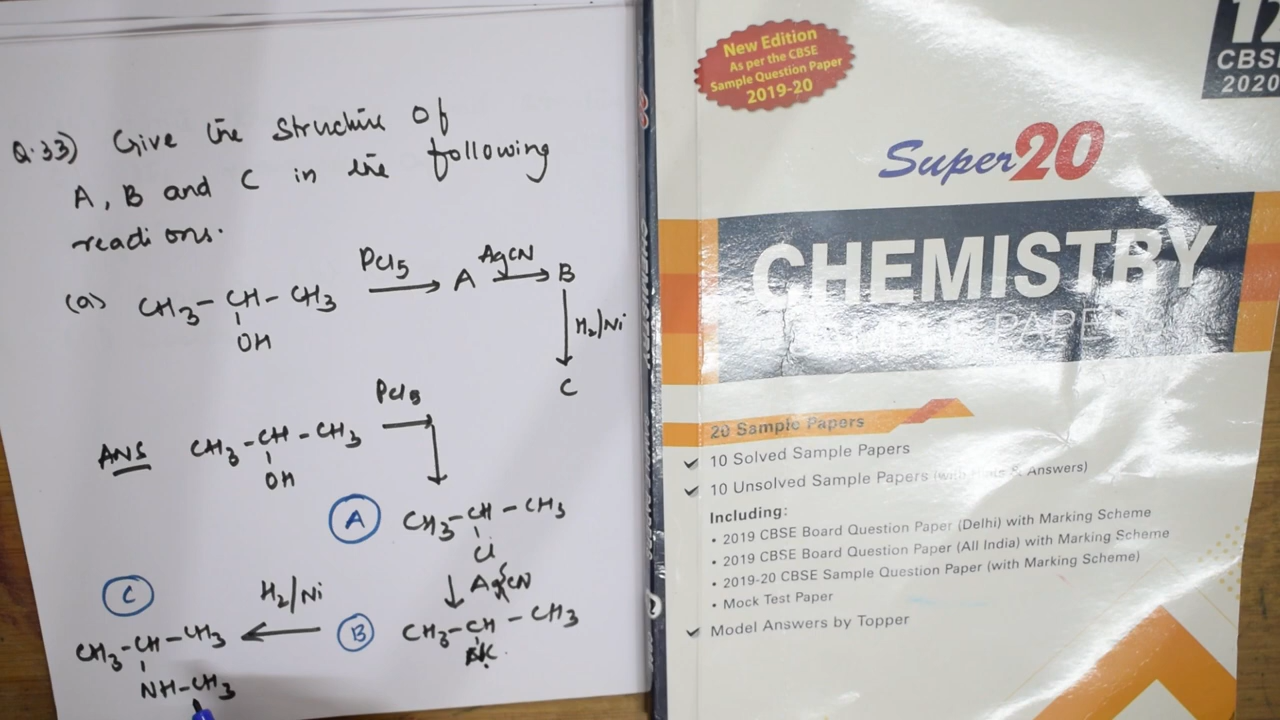 Q.33) Give the Structure of
A, B and C in the following
reactions.
(a) CH3-CH-CH3 PCl5 A AgCN B
OH
H2/Ni
C
ANS CH3-CH-CH3 PCl5
OH
A CH3-CH-CH3
Cl
AgCN
B CH3-CH-CH3
H2/Ni
C
CH3-CH-CH3
NH-CH3
New Edition
As per the CBSE
Sample Question Paper
2019-20
12
CBSE
2020
Super20
CHEMISTRY
20 Sample Papers
✓ 10 Solved Sample Papers
✓ 10 Unsolved Sample Papers (with & Answers)
Including:
• 2019 CBSE Board Question Paper (Delhi) with Marking Scheme
• 2019 CBSE Board Question Paper (All India) with Marking Scheme
• 2019-20 CBSE Sample Question Paper (with Marking Scheme)
• Mock Test Paper
✓ Model Answers by Topper